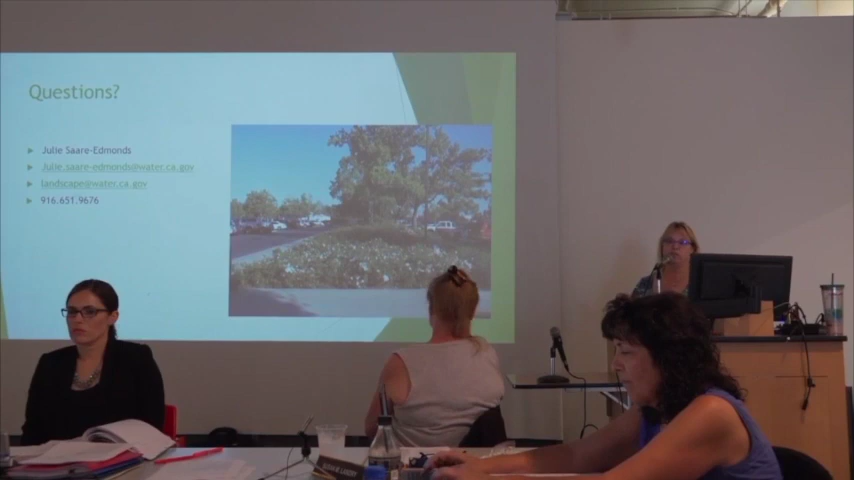 Questions?
Julie Saare-Edmonds
Julie.saare-edmonds@water.ca.gov
landscape@water.ca.gov
916.651.9676